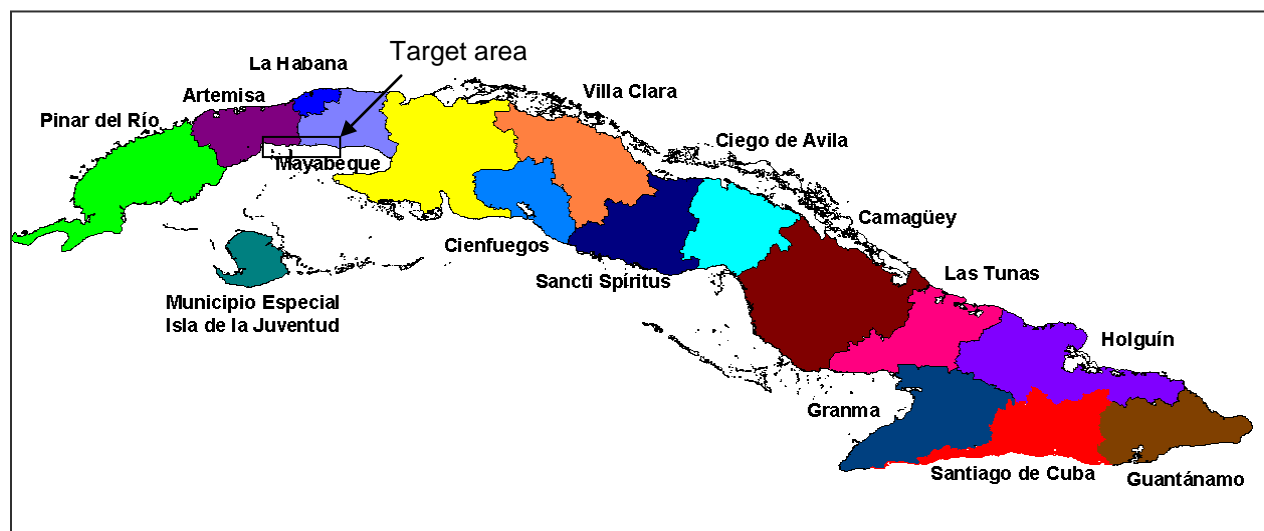 Target area
La Habana
Villa Clara
Artemisa
Pinar del Río
Ciego de Avila
Mayabeque
Camagüey
Cienfuegos
Las Tunas
Sancti Spíritus
Municipio Especial
Isla de la Juventud
Holguín
Granma
Santiago de Cuba
Guantánamo